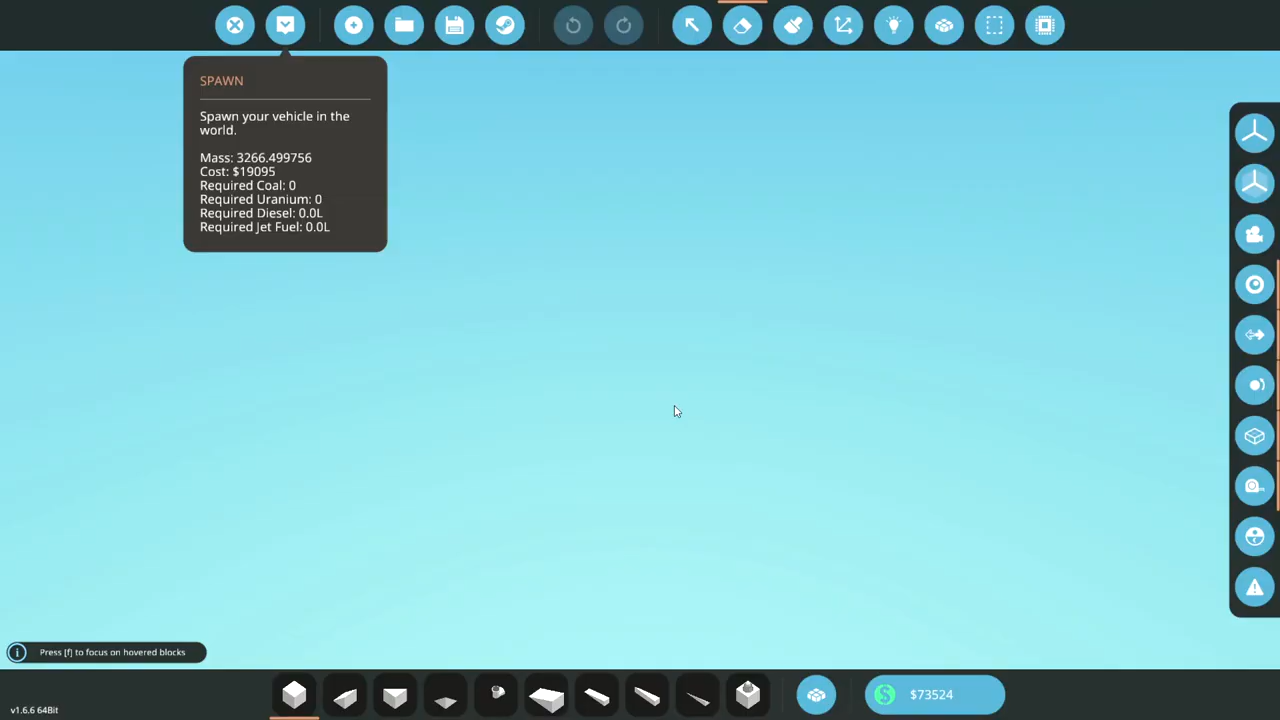 SPAWN
Spawn your vehicle in the
world.
Mass: 3266.499756
Cost: $19095
Required Coal: 0
Required Uranium: 0
Required Diesel: 0.0L
Required Jet Fuel: 0.0L
Press [f] to focus on hovered blocks
$73524
v1.6.6 64Bit